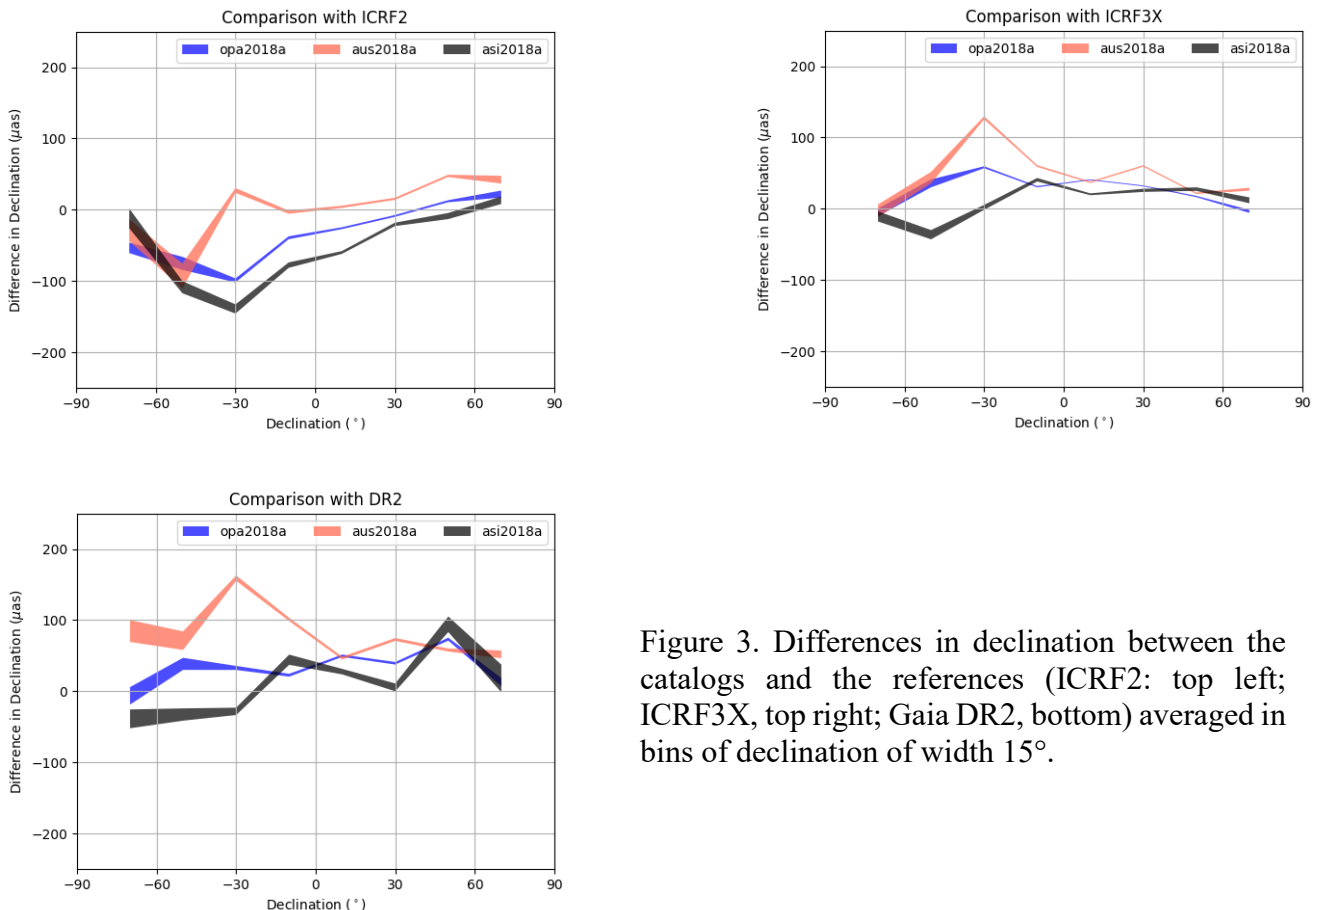 Comparison with ICRF2
opa2018a aus2018a asi2018a
Difference in Declination (μas)
200
100
0
−100
−200
−90 −60 −30 0 30 60 90
Declination (°)
Comparison with ICRF3X
opa2018a aus2018a asi2018a
Difference in Declination (μas)
200
100
0
−100
−200
−90 −60 −30 0 30 60 90
Declination (°)
Comparison with DR2
opa2018a aus2018a asi2018a
Difference in Declination (μas)
200
100
0
−100
−200
−90 −60 −30 0 30 60 90
Declination (°)
Figure 3. Differences in declination between the
catalogs and the references (ICRF2: top left;
ICRF3X, top right; Gaia DR2, bottom) averaged in
bins of declination of width 15°.